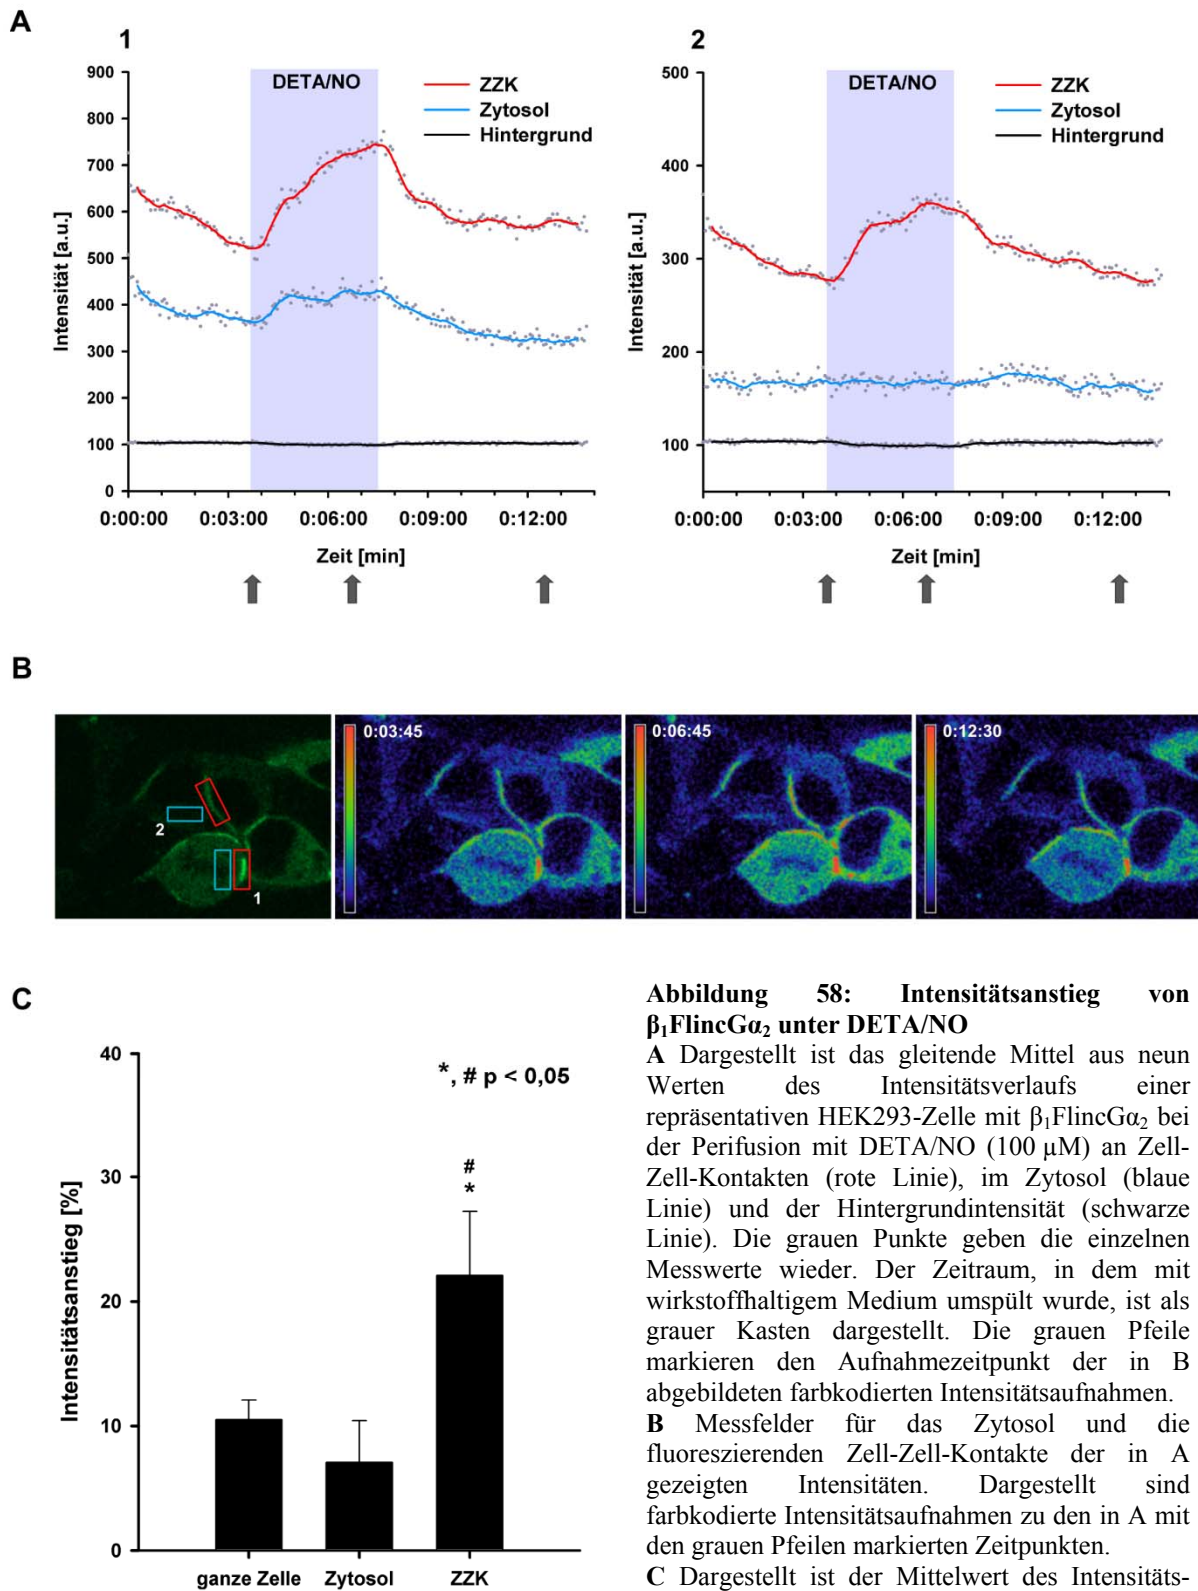 A
1
DETA/NO
ZZK
Zytosol
Hintergrund
900
800
700
600
500
400
300
200
100
0
Intensität [a.u.]
0:00:00 0:03:00 0:06:00 0:09:00 0:12:00
Zeit [min]
2
DETA/NO
ZZK
Zytosol
Hintergrund
500
400
300
200
100
Intensität [a.u.]
0:00:00 0:03:00 0:06:00 0:09:00 0:12:00
Zeit [min]
B
2
1
0:03:45
0:06:45
0:12:30
C
40
30
20
10
0
Intensitätsanstieg [%]
*, # p < 0,05
#
*
ganze Zelle Zytosol ZZK
Abbildung 58: Intensitätsanstieg von
β₁FlincGα₂ unter DETA/NO
A Dargestellt ist das gleitende Mittel aus neun
Werten des Intensitätsverlaufs einer
repräsentativen HEK293-Zelle mit β₁FlincGα₂ bei
der Perifusion mit DETA/NO (100 µM) an Zell-
Zell-Kontakten (rote Linie), im Zytosol (blaue
Linie) und der Hintergrundintensität (schwarze
Linie). Die grauen Punkte geben die einzelnen
Messwerte wieder. Der Zeitraum, in dem mit
wirkstoffhaltigem Medium umspült wurde, ist als
grauer Kasten dargestellt. Die grauen Pfeile
markieren den Aufnahmezeitpunkt der in B
abgebildeten farbkodierten Intensitätsaufnahmen.
B Messfelder für das Zytosol und die
fluoreszierenden Zell-Zell-Kontakte der in A
gezeigten Intensitäten. Dargestellt sind
farbkodierte Intensitätsaufnahmen zu den in A mit
den grauen Pfeilen markierten Zeitpunkten.
C Dargestellt ist der Mittelwert des Intensitäts-